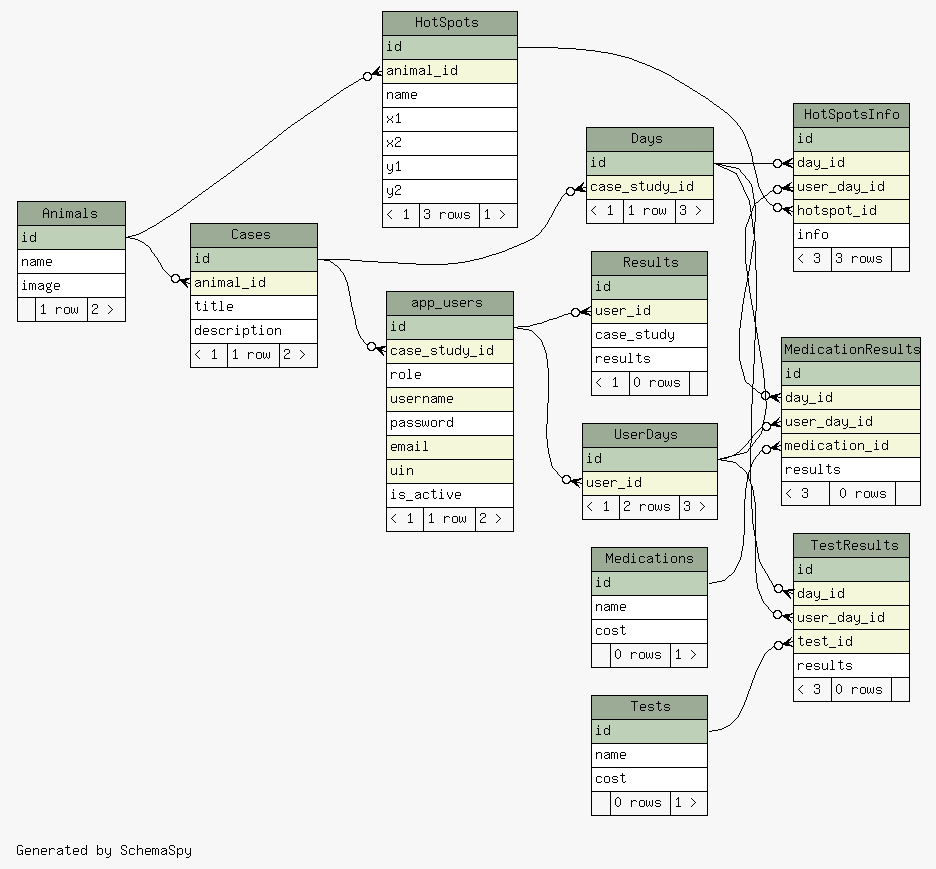 HotSpots
id
animal_id
name
x1
x2
y1
y2
< 1 3 rows 1 >
Animals
id
name
image
1 row 2 >
Cases
id
animal_id
title
description
< 1 1 row 2 >
app_users
id
case_study_id
role
username
password
email
uin
is_active
< 1 1 row 2 >
Days
id
case_study_id
< 1 1 row 3 >
Results
id
user_id
case_study
results
< 1 0 rows
UserDays
id
user_id
< 1 2 rows 3 >
Medications
id
name
cost
0 rows 1 >
Tests
id
name
cost
0 rows 1 >
HotSpotsInfo
id
day_id
user_day_id
hotspot_id
info
< 3 3 rows
MedicationResults
id
day_id
user_day_id
medication_id
results
< 3 0 rows
TestResults
id
day_id
user_day_id
test_id
results
< 3 0 rows
Generated by SchemaSpy